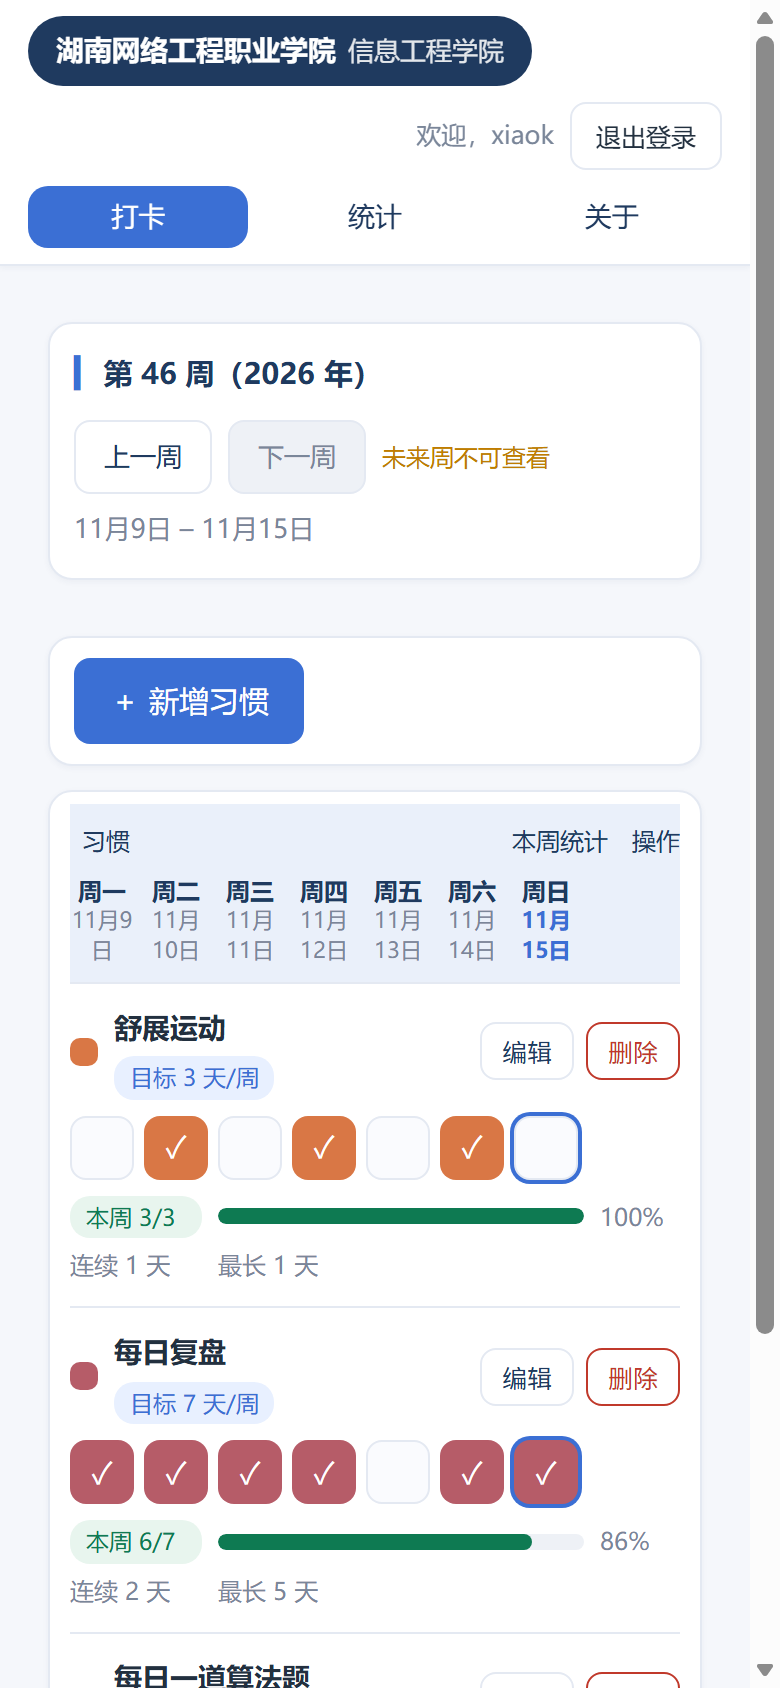 湖南网络工程职业学院 信息工程学院
欢迎，xiaok 退出登录
打卡 统计 关于
第 46 周（2026 年）
上一周 下一周 未来周不可查看
11月9日 – 11月15日
+ 新增习惯
习惯 本周统计 操作
周一 周二 周三 周四 周五 周六 周日
11月9日 11月10日 11月11日 11月12日 11月13日 11月14日 11月15日
舒展运动
目标 3 天/周
编辑 删除
✓ ✓ ✓
本周 3/3 100%
连续 1 天 最长 1 天
每日复盘
目标 7 天/周
编辑 删除
✓ ✓ ✓ ✓ ✓ ✓
本周 6/7 86%
连续 2 天 最长 5 天
每日一道算法题